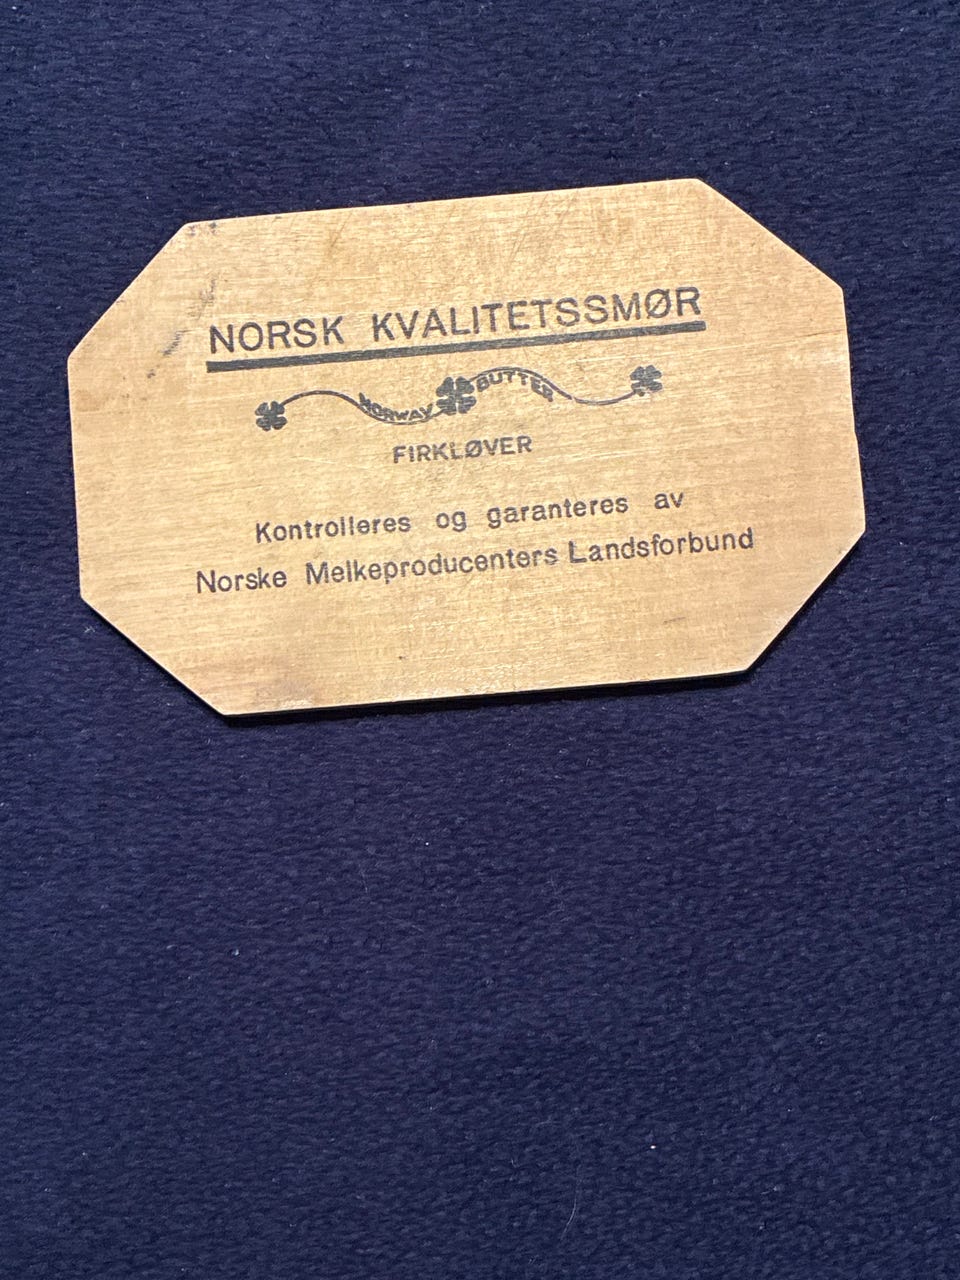 NORSK KVALITETSSMØR
NORWAY BUTTER
FIRKLØVER
Kontrolleres og garanteres av
Norske Melkeproducenters Landsforbund